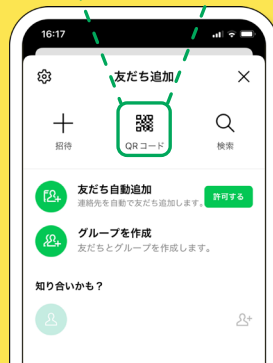 16:17
友だち追加
招待
QRコード
検索
友だち自動追加
連絡先を自動で友だち追加します。
許可する
グループを作成
友だちとグループを作成します。
知り合いかも？